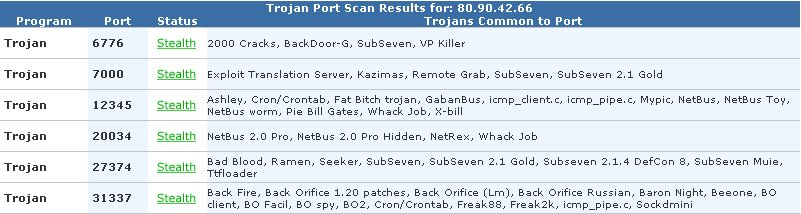 Trojan Port Scan Results for: 80.90.42.66
Program Port Status Trojans Common to Port
Trojan 6776 Stealth 2000 Cracks, BackDoor-G, SubSeven, VP Killer
Trojan 7000 Stealth Exploit Translation Server, Kazimas, Remote Grab, SubSeven, SubSeven 2.1 Gold
Trojan 12345 Stealth Ashley, Cron/Crontab, Fat Bitch trojan, GabanBus, icmp_client.c, icmp_pipe.c, Mypic, NetBus, NetBus Toy,
NetBus worm, Pie Bill Gates, Whack Job, X-bill
Trojan 20034 Stealth NetBus 2.0 Pro, NetBus 2.0 Pro Hidden, NetRex, Whack Job
Trojan 27374 Stealth Bad Blood, Ramen, Seeker, SubSeven, SubSeven 2.1 Gold, Subseven 2.1.4 DefCon 8, SubSeven Muie,
Ttfloader
Trojan 31337 Stealth Back Fire, Back Orifice 1.20 patches, Back Orifice (Lm), Back Orifice Russian, Baron Night, Beeone, BO
client, BO Facil, BO spy, BO2, Cron/Crontab, Freak88, Freak2k, icmp_pipe.c, Sockdmini